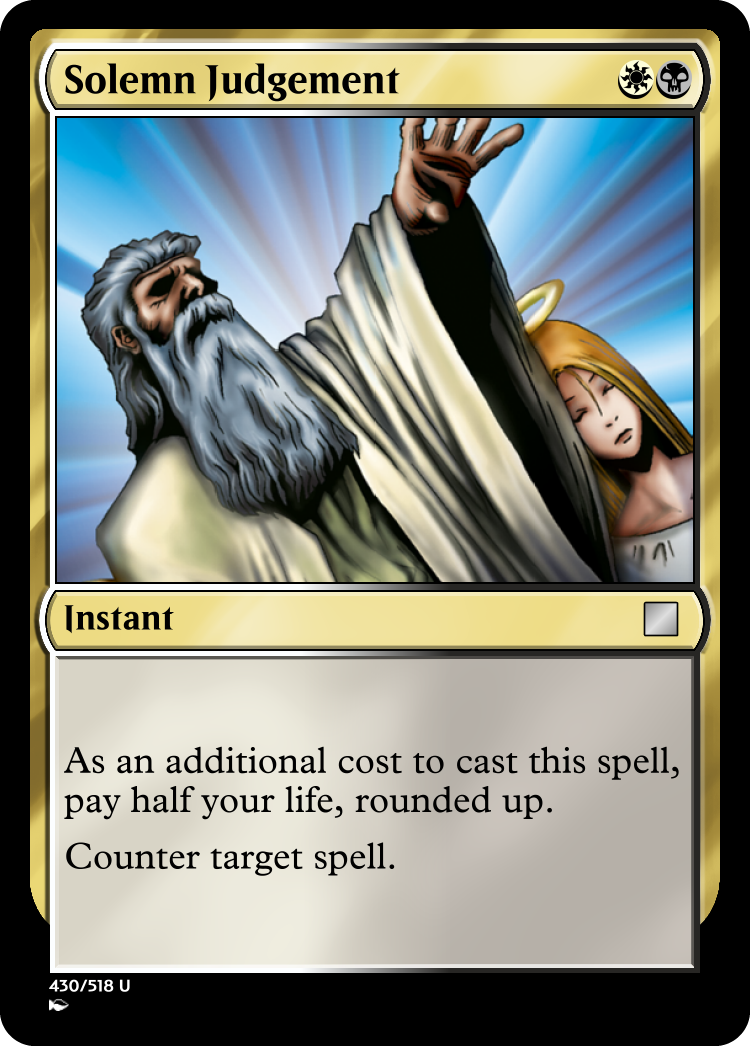 Solemn Judgement
Instant
As an additional cost to cast this spell,
pay half your life, rounded up.
Counter target spell.
430/518 U